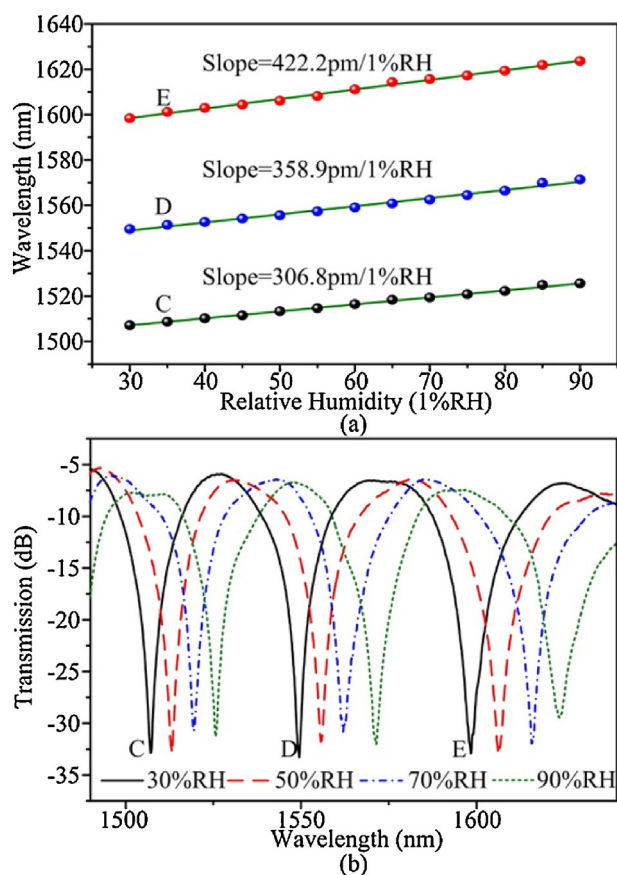 1640
1620
1600
1580
1560
1540
1520
1500
Wavelength (nm)
Slope=422.2pm/1%RH
E
Slope=358.9pm/1%RH
D
Slope=306.8pm/1%RH
C
30 40 50 60 70 80 90
Relative Humidity (1%RH)
(a)
-5
-10
-15
-20
-25
-30
-35
Transmission (dB)
C D E
30%RH 50%RH 70%RH 90%RH
1500 1550 1600
Wavelength (nm)
(b)